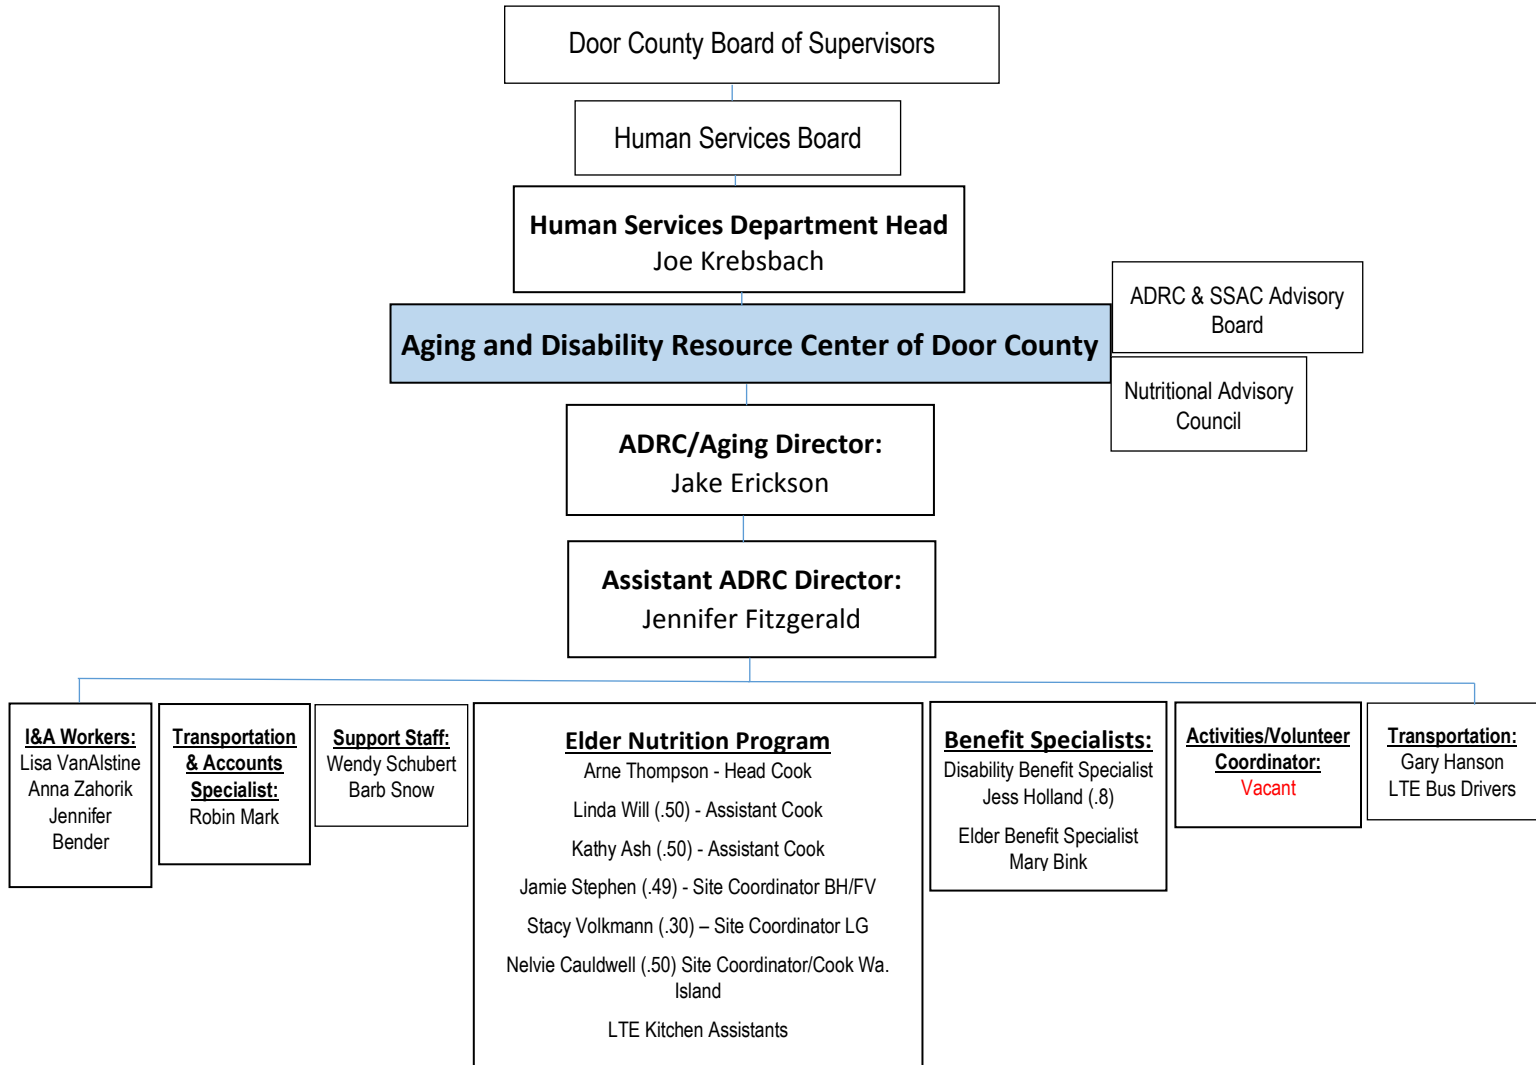 Door County Board of Supervisors
Human Services Board
Human Services Department Head
Joe Krebsbach
Aging and Disability Resource Center of Door County
ADRC & SSAC Advisory
Board
Nutritional Advisory
Council
ADRC/Aging Director:
Jake Erickson
Assistant ADRC Director:
Jennifer Fitzgerald
I&A Workers:
Lisa VanAlstine
Anna Zahorik
Jennifer
Bender
Transportation
& Accounts
Specialist:
Robin Mark
Support Staff:
Wendy Schubert
Barb Snow
Elder Nutrition Program
Arne Thompson - Head Cook
Linda Will (.50) - Assistant Cook
Kathy Ash (.50) - Assistant Cook
Jamie Stephen (.49) - Site Coordinator BH/FV
Stacy Volkmann (.30) – Site Coordinator LG
Nelvie Cauldwell (.50) Site Coordinator/Cook Wa.
Island
LTE Kitchen Assistants
Benefit Specialists:
Disability Benefit Specialist
Jess Holland (.8)
Elder Benefit Specialist
Mary Bink
Activities/Volunteer
Coordinator:
Vacant
Transportation:
Gary Hanson
LTE Bus Drivers